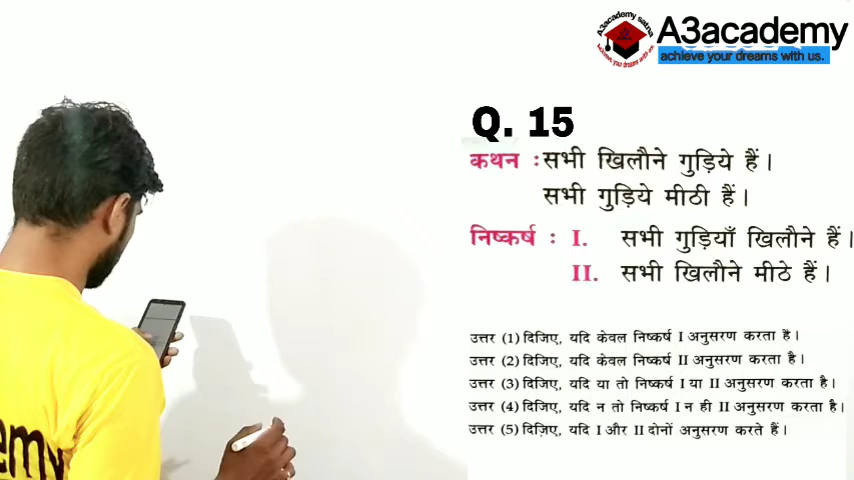 A3academy satna
A3academy
achieve your dreams with us.
Q. 15
कथन : सभी खिलौने गुड़िये हैं।
सभी गुड़िये मीठी हैं।
निष्कर्ष : I. सभी गुड़ियाँ खिलौने हैं।
II. सभी खिलौने मीठे हैं।
उत्तर (1) दिजिए, यदि केवल निष्कर्ष I अनुसरण करता है।
उत्तर (2) दिजिए, यदि केवल निष्कर्ष II अनुसरण करता है।
उत्तर (3) दिजिए, यदि या तो निष्कर्ष I या II अनुसरण करता है।
उत्तर (4) दिजिए, यदि न तो निष्कर्ष I न ही II अनुसरण करता है।
उत्तर (5) दिज़िए, यदि I और II दोनों अनुसरण करते हैं।